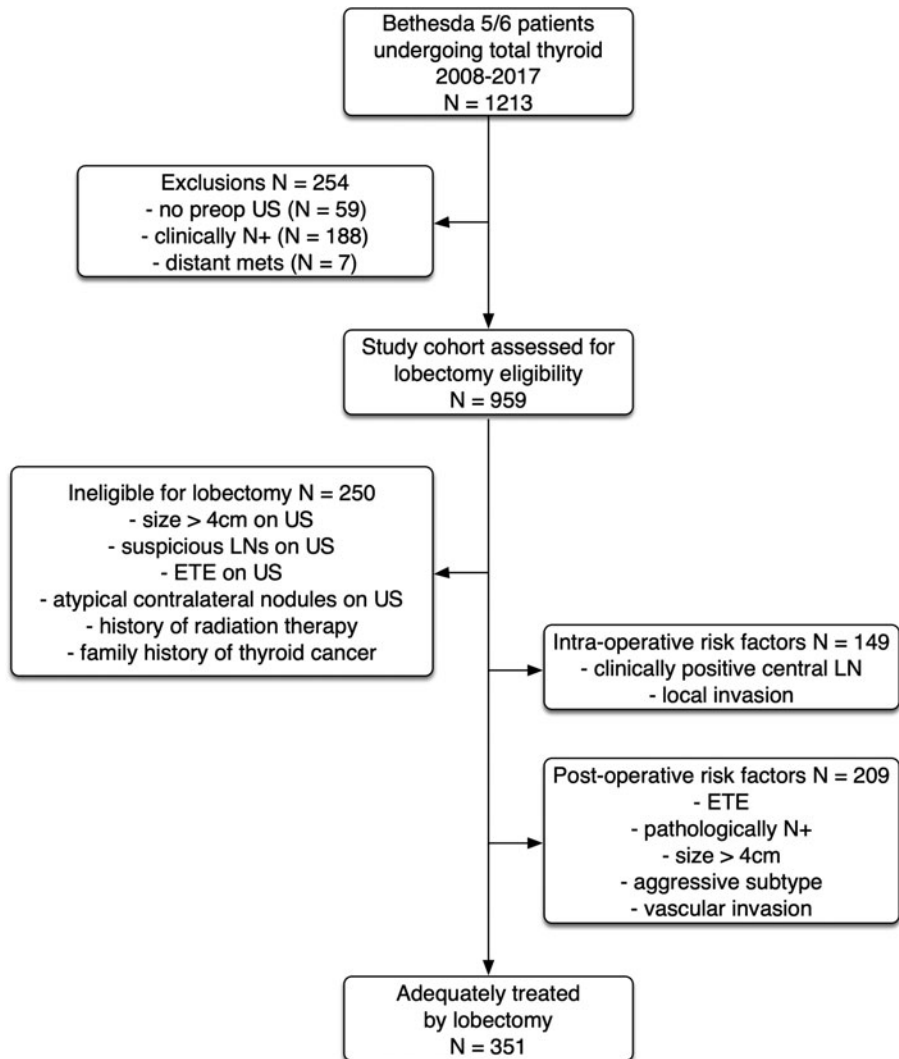 Bethesda 5/6 patients
undergoing total thyroid
2008-2017
N = 1213
Exclusions N = 254
- no preop US (N = 59)
- clinically N+ (N = 188)
- distant mets (N = 7)
Study cohort assessed for
lobectomy eligibility
N = 959
Ineligible for lobectomy N = 250
- size > 4cm on US
- suspicious LNs on US
- ETE on US
- atypical contralateral nodules on US
- history of radiation therapy
- family history of thyroid cancer
Intra-operative risk factors N = 149
- clinically positive central LN
- local invasion
Post-operative risk factors N = 209
- ETE
- pathologically N+
- size > 4cm
- aggressive subtype
- vascular invasion
Adequately treated
by lobectomy
N = 351